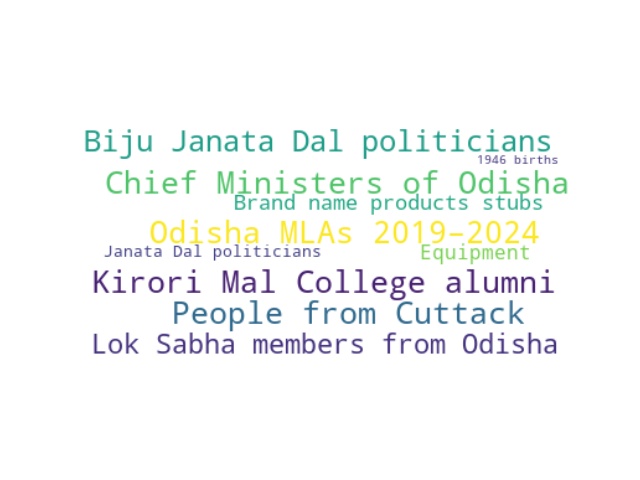 Biju Janata Dal politicians
1946 births
Chief Ministers of Odisha
Brand name products stubs
Odisha MLAs 2019–2024
Janata Dal politicians
Equipment
Kirori Mal College alumni
People from Cuttack
Lok Sabha members from Odisha